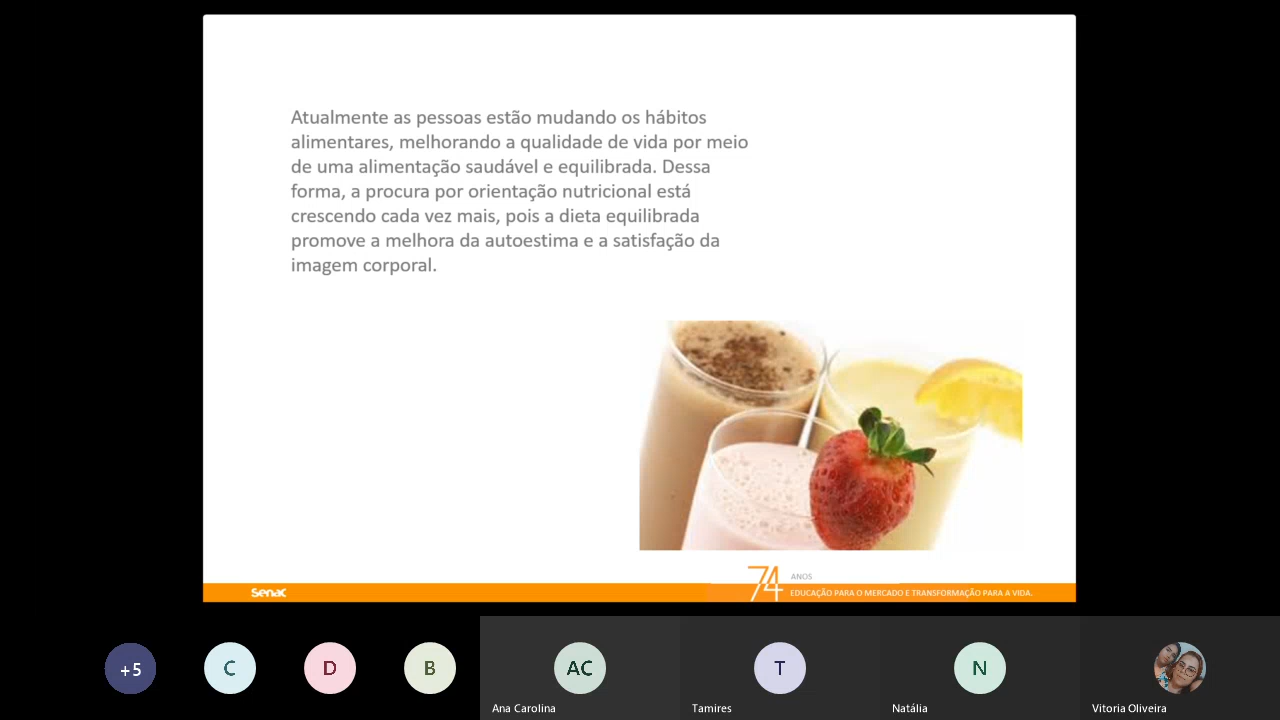 Atualmente as pessoas estão mudando os hábitos
alimentares, melhorando a qualidade de vida por meio
de uma alimentação saudável e equilibrada. Dessa
forma, a procura por orientação nutricional está
crescendo cada vez mais, pois a dieta equilibrada
promove a melhora da autoestima e a satisfação da
imagem corporal.
senac
74 ANOS
EDUCAÇÃO PARA O MERCADO E TRANSFORMAÇÃO PARA A VIDA.
+5
C
D
B
AC
T
N
Ana Carolina
Tamires
Natália
Vitoria Oliveira